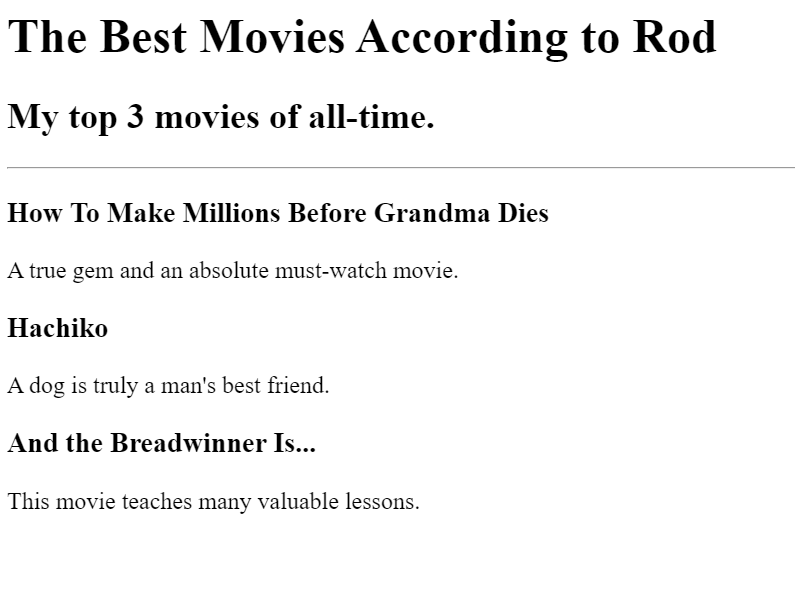 The Best Movies According to Rod
My top 3 movies of all-time.
How To Make Millions Before Grandma Dies
A true gem and an absolute must-watch movie.
Hachiko
A dog is truly a man's best friend.
And the Breadwinner Is...
This movie teaches many valuable lessons.